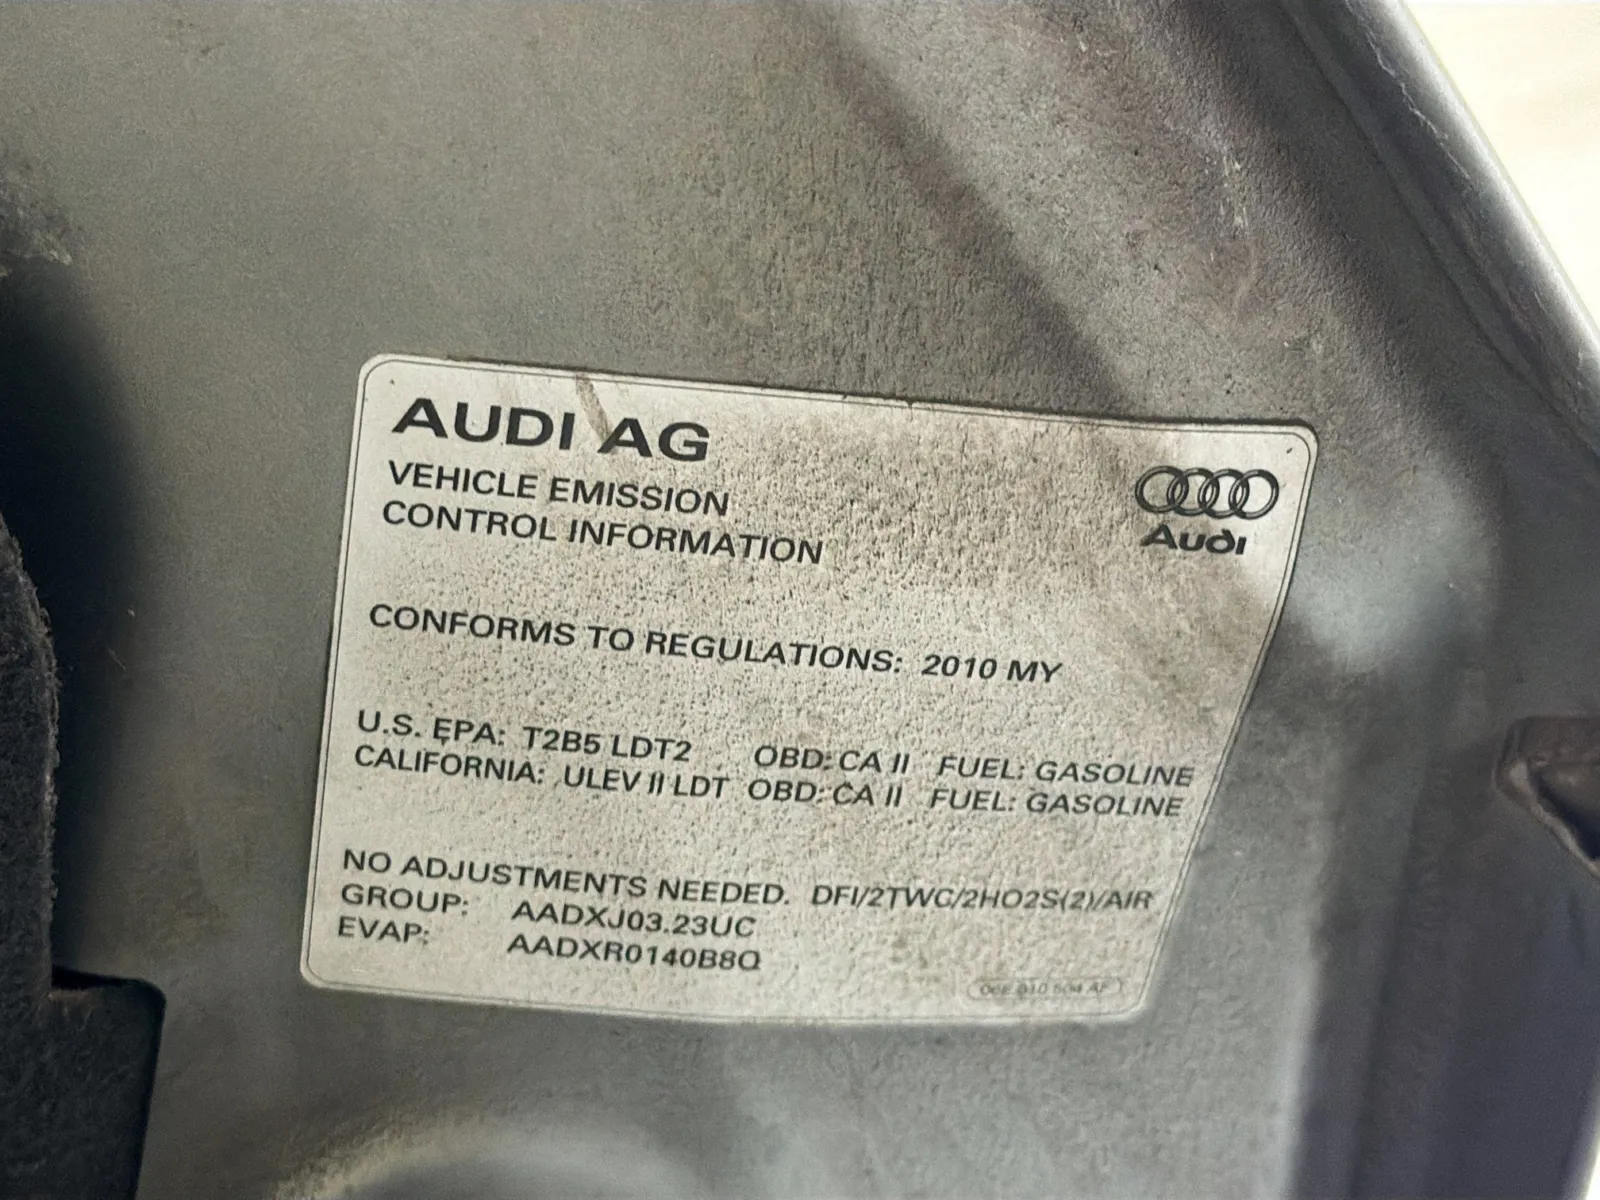 AUDI AG
VEHICLE EMISSION
CONTROL INFORMATION
Audi
CONFORMS TO REGULATIONS: 2010 MY
U.S. EPA: T2B5 LDT2 OBD: CA II FUEL: GASOLINE
CALIFORNIA: ULEV II LDT OBD: CA II FUEL: GASOLINE
NO ADJUSTMENTS NEEDED. DFI/2TWC/2HO2S(2)/AIR
GROUP: AADXJ03.23UC
EVAP: AADXR0140B8Q